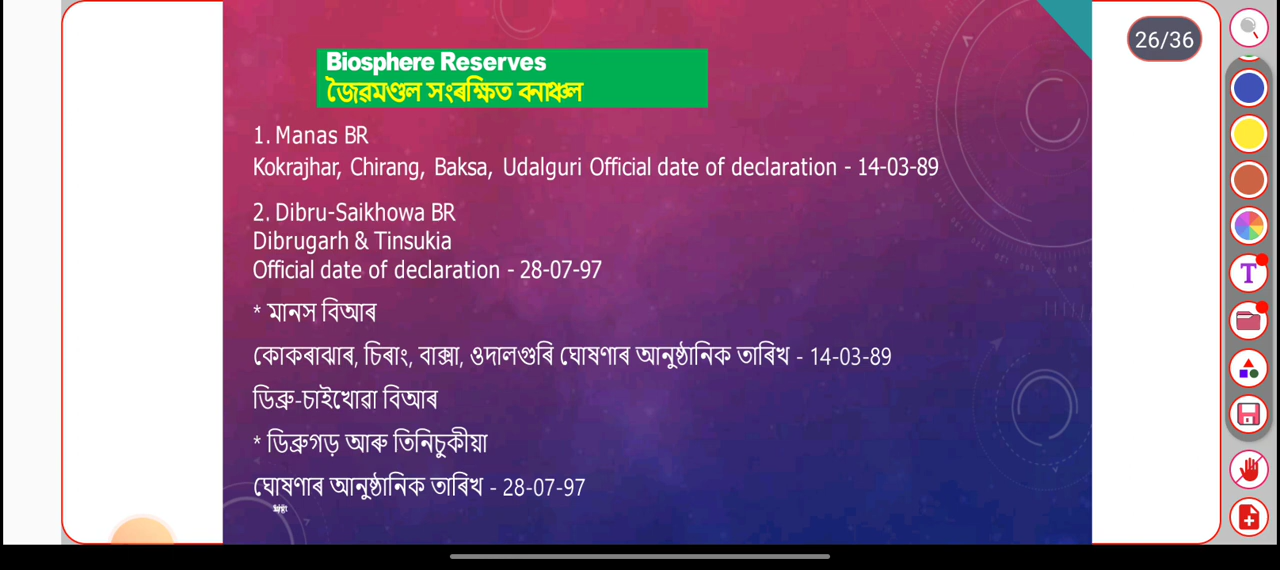 26/36
Biosphere Reserves
জৈৱমণ্ডল সংৰক্ষিত বনাঞ্চল
1. Manas BR
Kokrajhar, Chirang, Baksa, Udalguri Official date of declaration - 14-03-89
2. Dibru-Saikhowa BR
Dibrugarh & Tinsukia
Official date of declaration - 28-07-97
* মানস বিআৰ
কোকৰাঝাৰ, চিৰাং, বাক্সা, ওদালগুৰি ঘোষণাৰ আনুষ্ঠানিক তাৰিখ - 14-03-89
ডিব্ৰু-চাইখোৱা বিআৰ
* ডিব্ৰুগড় আৰু তিনিচুকীয়া
ঘোষণাৰ আনুষ্ঠানিক তাৰিখ - 28-07-97
T